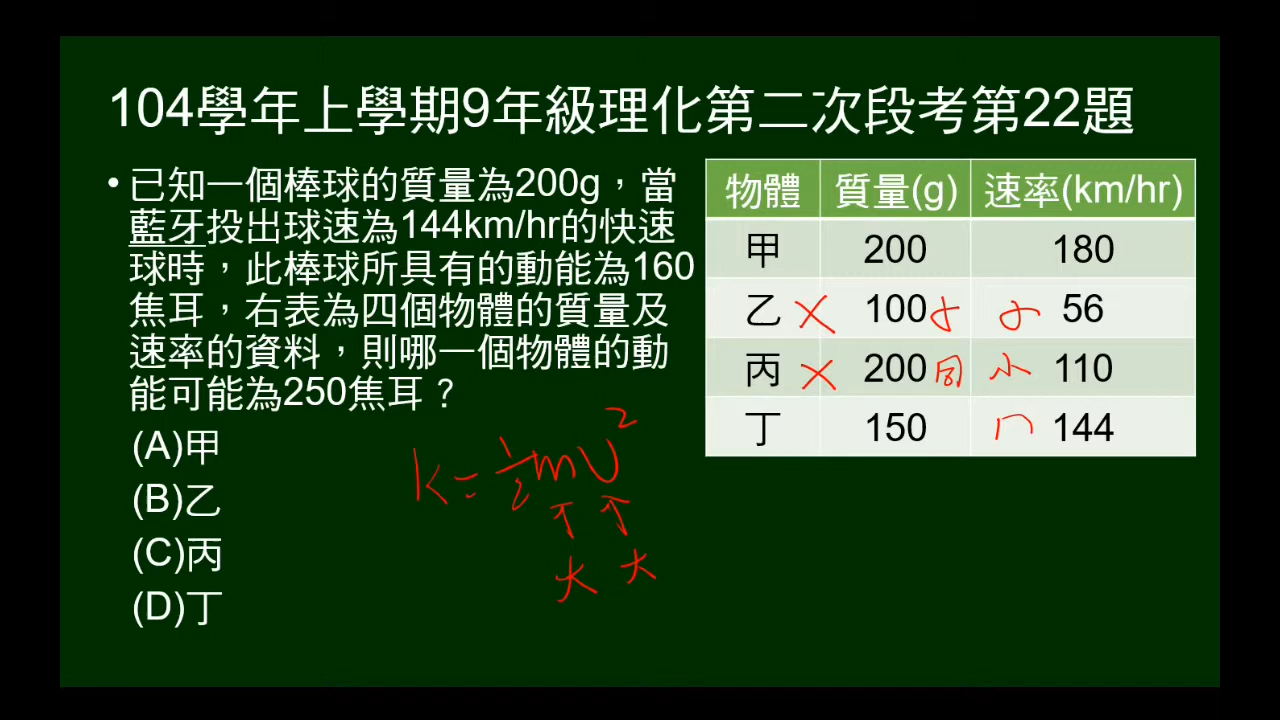 104學年上學期9年級理化第二次段考第22題
• 已知一個棒球的質量為200g，當
藍牙投出球速為144km/hr的快速
球時，此棒球所具有的動能為160
焦耳，右表為四個物體的質量及
速率的資料，則哪一個物體的動
能可能為250焦耳？
(A)甲
(B)乙
(C)丙
(D)丁
K=½mv²
大 大
物體 質量(g) 速率(km/hr)
甲 200 180
乙 × 100 小 小 56
丙 × 200 同 小 110
丁 150 144